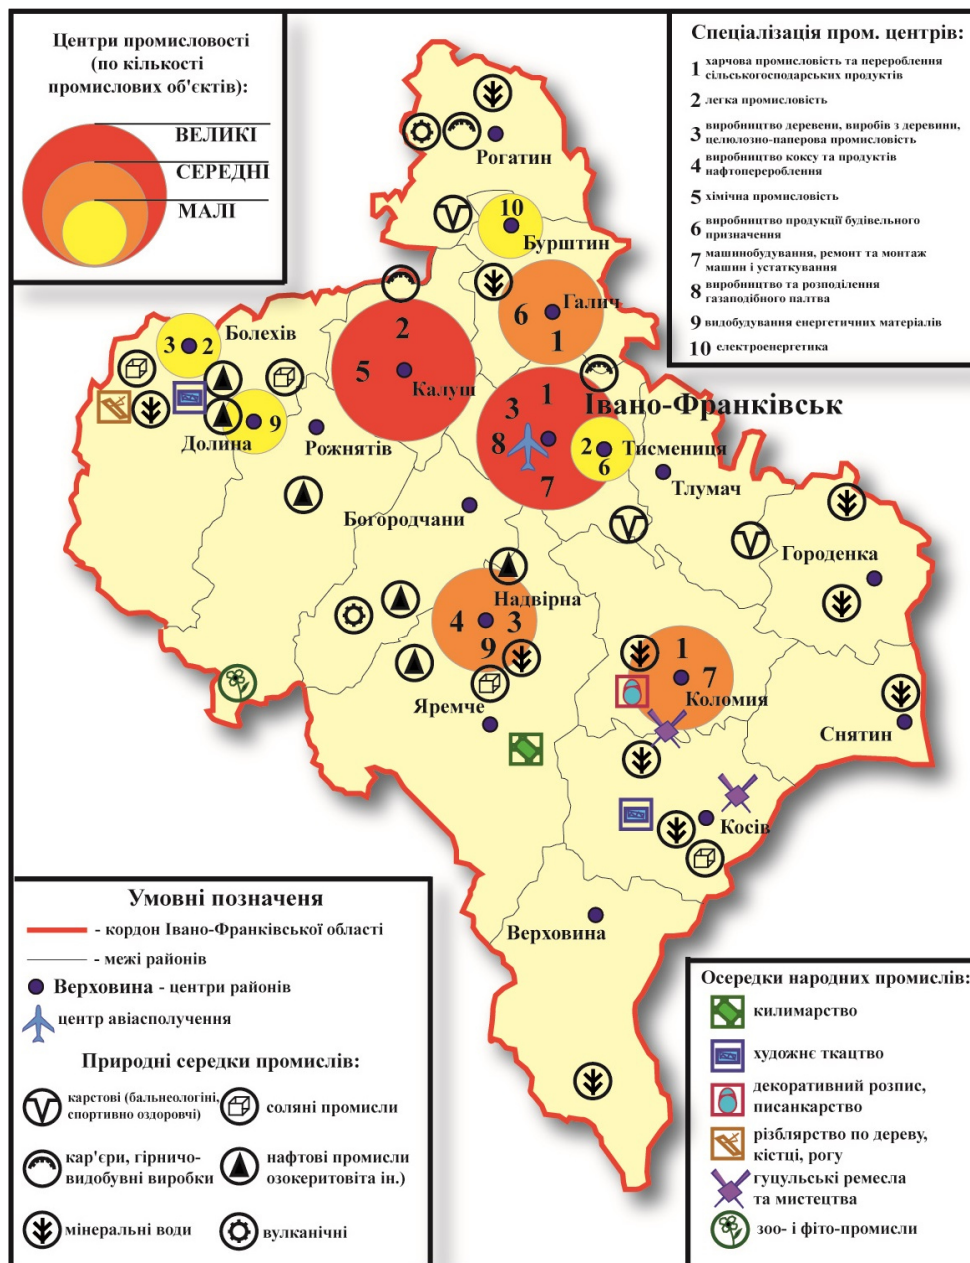 Центри промисловості
(по кількості
промислових об'єктів):
ВЕЛИКІ
СЕРЕДНІ
МАЛІ
Спеціалізація пром. центрів:
1 харчова промисловість та перероблення
сільськогосподарських продуктів
2 легка промисловість
3 виробництво деревени, виробів з деревини,
целюлозно-паперова промисловість
4 виробництво коксу та продуктів
нафтоперероблення
5 хімічна промисловість
6 виробництво продукції будівельного
призначення
7 машинобудування, ремонт та монтаж
машин і устаткування
8 виробництво та розподілення
газаподібного палтва
9 видобудування енергетичних материалів
10 електроенергетика
Рогатин
10
Бурштин
Галич
6
1
Болехів
3 2
2
5
Калуш
1
3
Івано-Франківськ
8
7
Тисмениця
2
6
9
Долина
Рожнятів
Тлумач
Богородчани
Городенка
Надвірна
4 3
9
1
7
Коломия
Яремче
Снятин
Косів
Верховина
Умовні позначеня
- кордон Івано-Франківської області
- межі районів
Верховина - центри районів
центр авіасполучення
Природні середки промислів:
карстові (бальнеологіні,
спортивно оздоровчі)
соляні промисли
кар'єри, гірничо-
видобувні виробки
нафтові промисли
озокеритовіта ін.)
мінеральні води
вулканічні
Осередки народних промислів:
килимарство
художнє ткацтво
декоративний розпис,
писанкарство
різблярство по дереву,
кістці, рогу
гуцульські ремесла
та мистецтва
зоо- і фіто-промисли